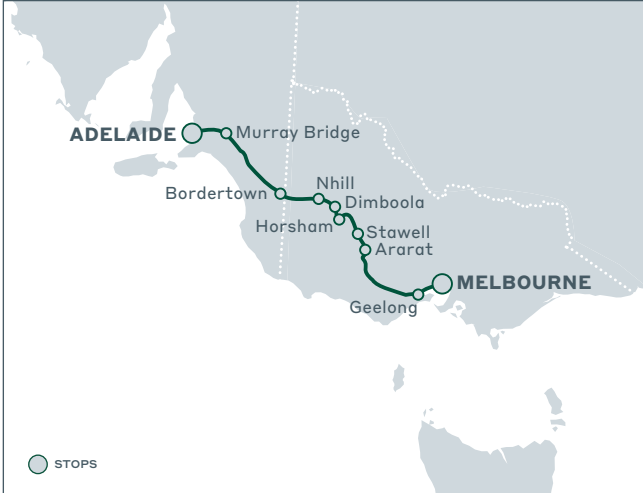 ADELAIDE
Murray Bridge
Bordertown
Nhill
Dimboola
Horsham
Stawell
Ararat
MELBOURNE
Geelong
STOPS